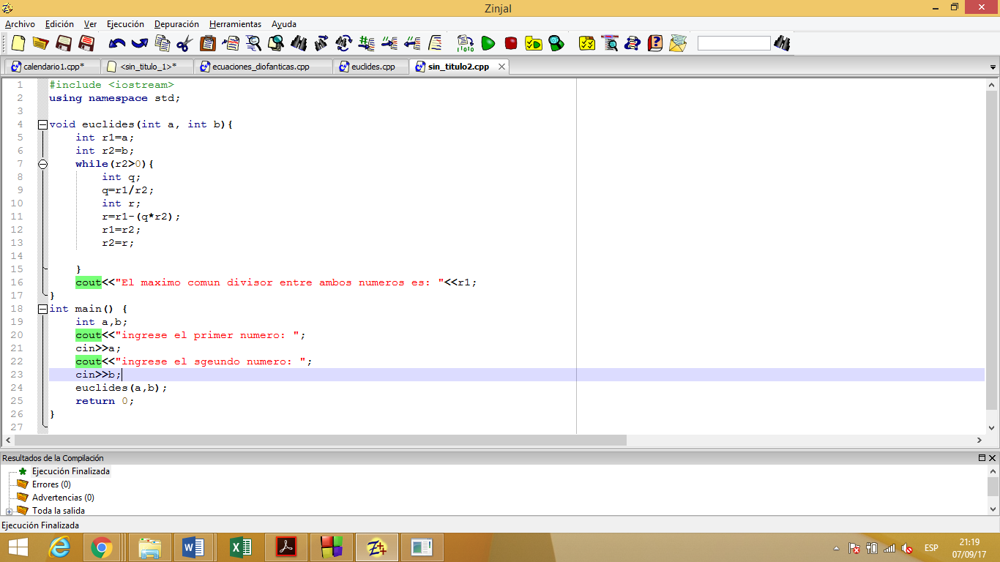 Zinjal
Archivo Edición Ver Ejecución Depuración Herramientas Ayuda
calendario1.cpp* <sin_titulo_1>* ecuaciones_diofanticas.cpp euclides.cpp sin_titulo2.cpp
1 #include <iostream>
2 using namespace std;
3
4 void euclides(int a, int b){
5 int r1=a;
6 int r2=b;
7 while(r2>0){
8 int q;
9 q=r1/r2;
10 int r;
11 r=r1-(q*r2);
12 r1=r2;
13 r2=r;
14
15 }
16 cout<<"El maximo comun divisor entre ambos numeros es: "<<r1;
17 }
18 int main() {
19 int a,b;
20 cout<<"ingrese el primer numero: ";
21 cin>>a;
22 cout<<"ingrese el sgeundo numero: ";
23 cin>>b;
24 euclides(a,b);
25 return 0;
26 }
27
Resultados de la Compilación
Ejecución Finalizada
Errores (0)
Advertencias (0)
Toda la salida
Ejecución Finalizada
ESP
21:19
07/09/17